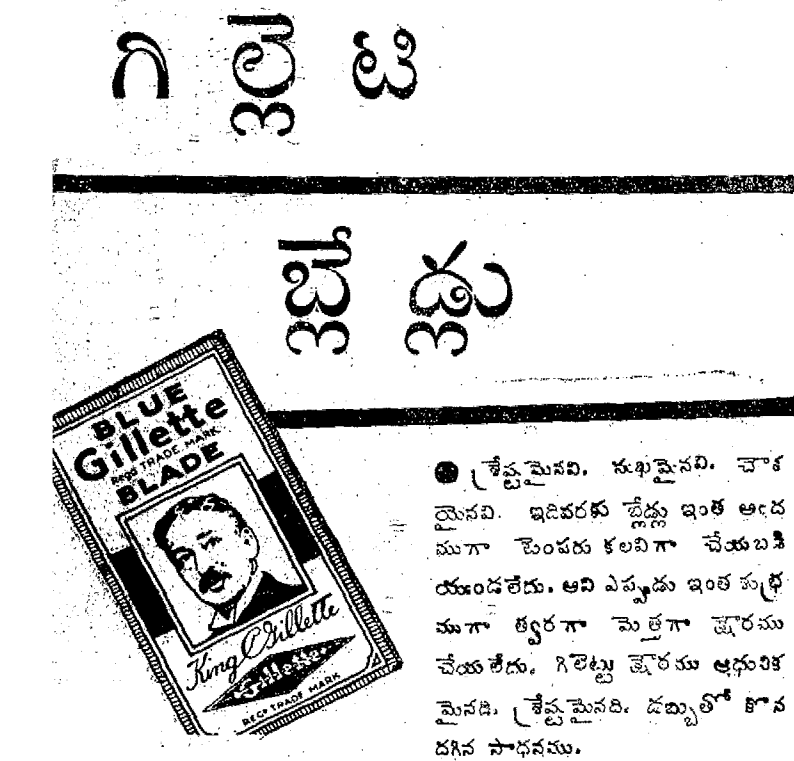 గిల్లెటి
బ్లేడ్లు
BLUE
Gillette
REGD TRADE MARK
BLADE
King C Gillette
Gillette
REGD TRADE MARK
శ్రేష్టమైనవి. సుఖమైనవి. చౌక
యైనవి. ఇదివరకు బ్లేడ్లు ఇంత అంద
ముగా టెంపరు కలవిగా చేయబడి
యుండలేదు. అవి ఎప్పుడు ఇంత శుభ్ర
ముగా త్వరగా మెత్తగా క్షౌరము
చేయలేదు. గిలెట్టు క్షౌరము ఆధునిక
మైనది. శ్రేష్టమైనది. డబ్బుతో కొన
దగిన సాధనము.